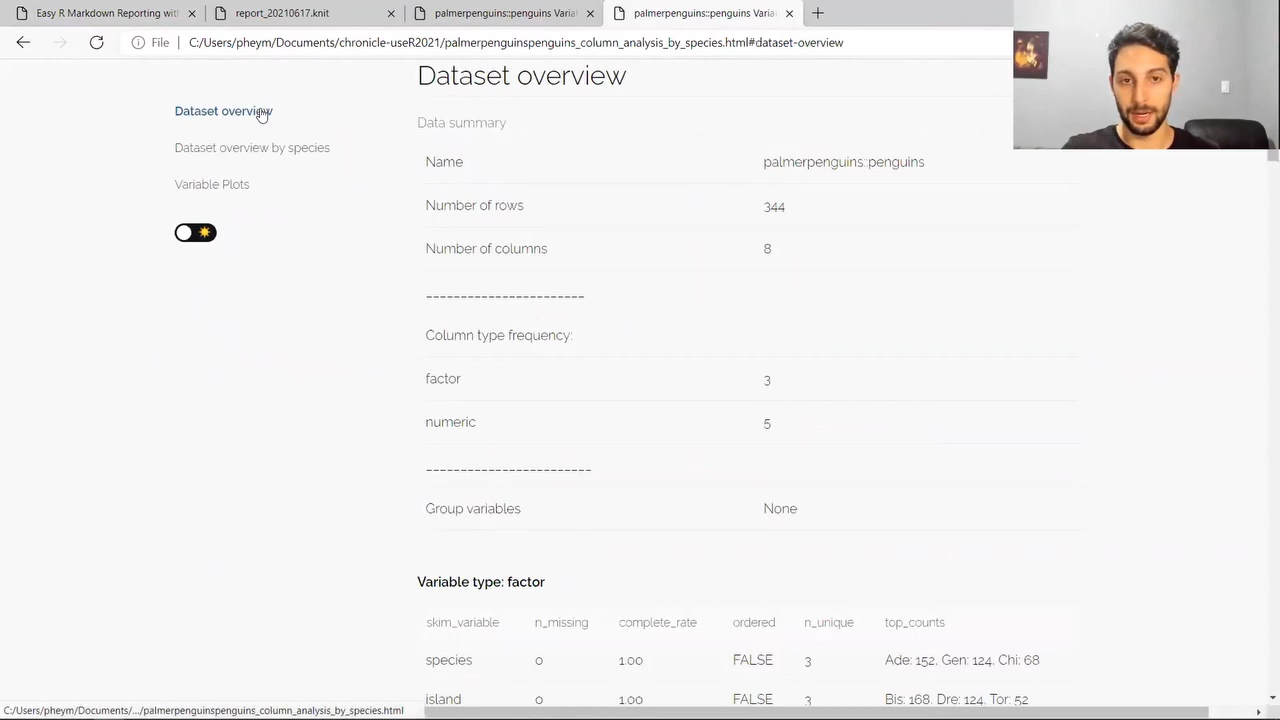 Easy R Markdown Reporting with
report_20210617.knit
palmerpenguins::penguins Varial
palmerpenguins::penguins Varia
File
C:/Users/pheym/Documents/chronicle-useR2021/palmerpenguinspenguins_column_analysis_by_species.html#dataset-overview
Dataset overview
Dataset overview by species
Variable Plots
Dataset overview
Data summary
Name palmerpenguins::penguins
Number of rows 344
Number of columns 8
_______________________
Column type frequency:
factor 3
numeric 5
________________________
Group variables None
Variable type: factor
skim_variable n_missing complete_rate ordered n_unique top_counts
species 0 1.00 FALSE 3 Ade: 152, Gen: 124, Chi: 68
island 0 1.00 FALSE 3 Bis: 168, Dre: 124, Tor: 52
C:/Users/pheym/Documents/.../palmerpenguinspenguins_column_analysis_by_species.html